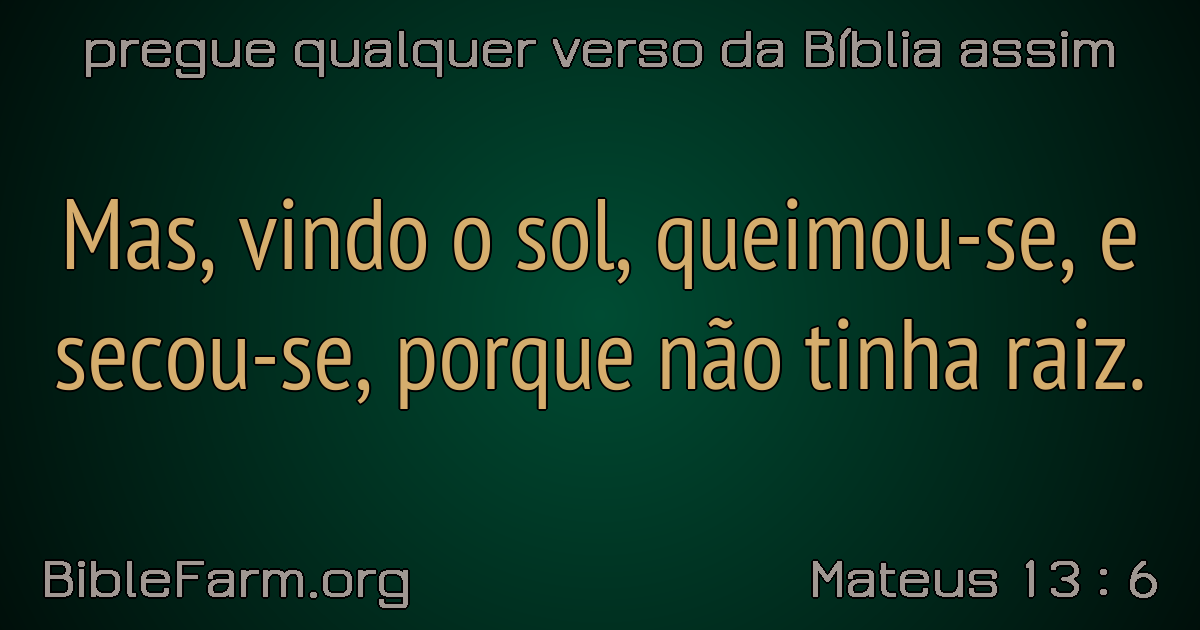 pregue qualquer verso da Bíblia assim
Mas, vindo o sol, queimou-se, e
secou-se, porque não tinha raiz.
BibleFarm.org
Mateus 13 : 6